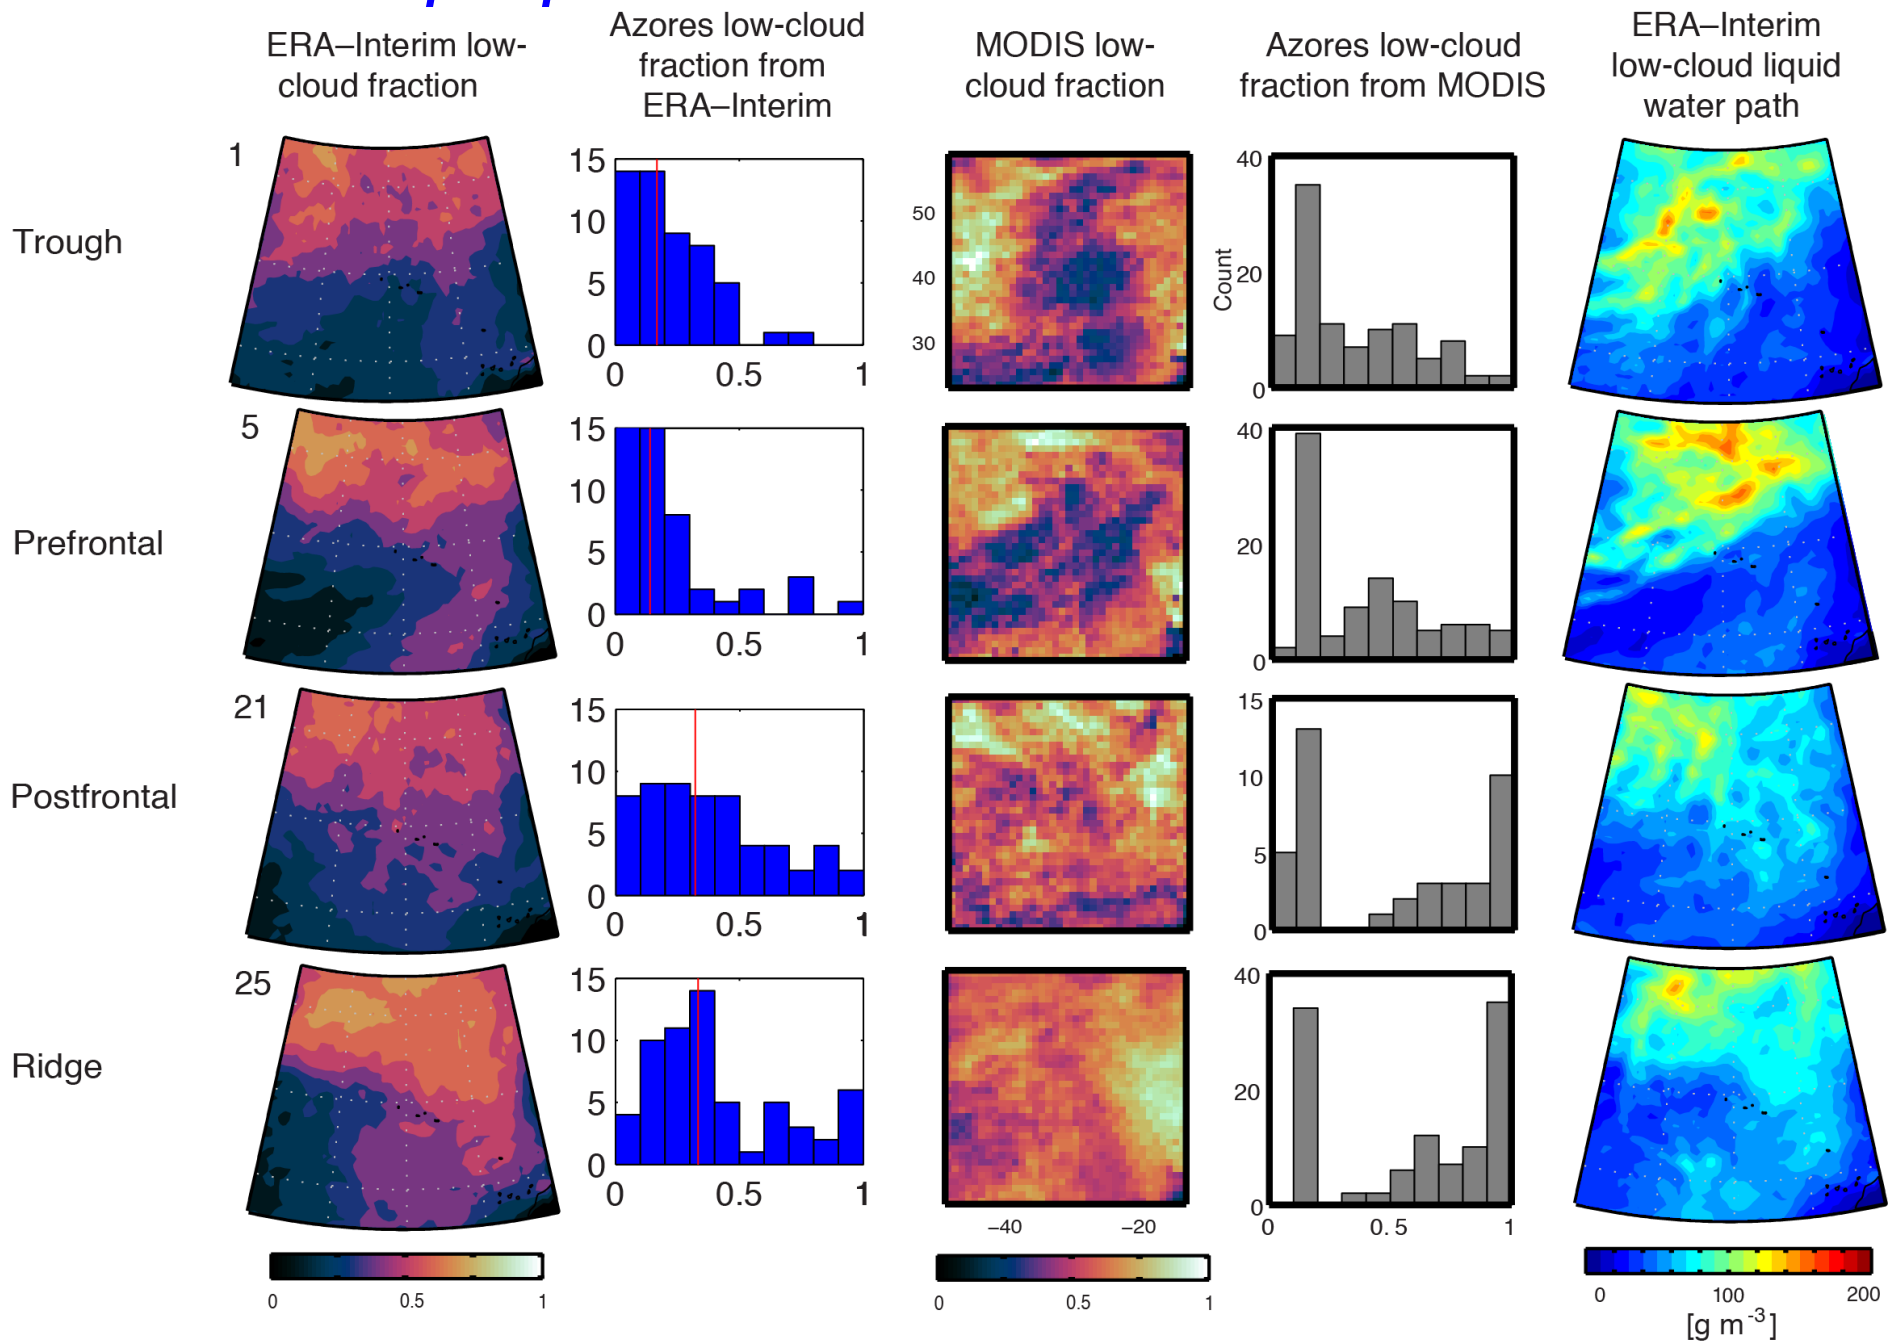 ERA–Interim low-
cloud fraction
Azores low-cloud
fraction from
ERA–Interim
MODIS low-
cloud fraction
Azores low-cloud
fraction from MODIS
ERA–Interim
low-cloud liquid
water path
Trough
1
15
10
5
0
0 0.5 1
50
40
30
Count
40
20
0
Prefrontal
5
15
10
5
0
0 0.5 1
40
20
0
Postfrontal
21
15
10
5
0
0 0.5 1
15
10
5
0
Ridge
25
15
10
5
0
0 0.5 1
−40 −20
40
20
0
0 0.5 1
0 0.5 1
0 0.5 1
0 100 200
[g m⁻³]